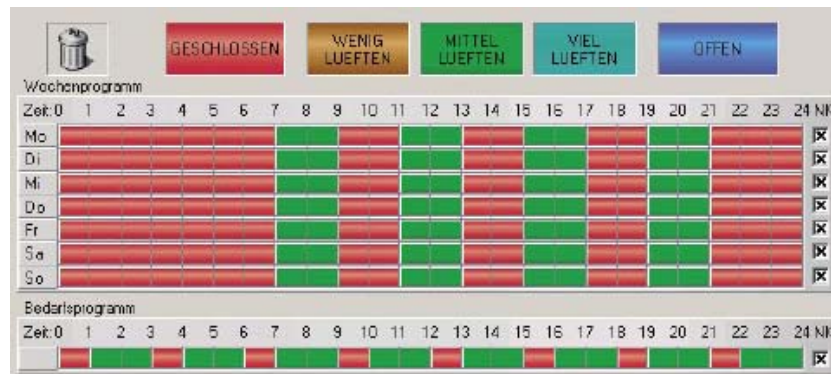 GESCHLOSSEN
WENIG
LUEFTEN
MITTEL
LUEFTEN
VIEL
LUEFTEN
OFFEN
Wochenprogramm
Zeit: 0 1 2 3 4 5 6 7 8 9 10 11 12 13 14 15 16 17 18 19 20 21 22 23 24
Mo
Di
Mi
Do
Fr
Sa
So
Bedarfsprogramm
Zeit: 0 1 2 3 4 5 6 7 8 9 10 11 12 13 14 15 16 17 18 19 20 21 22 23 24